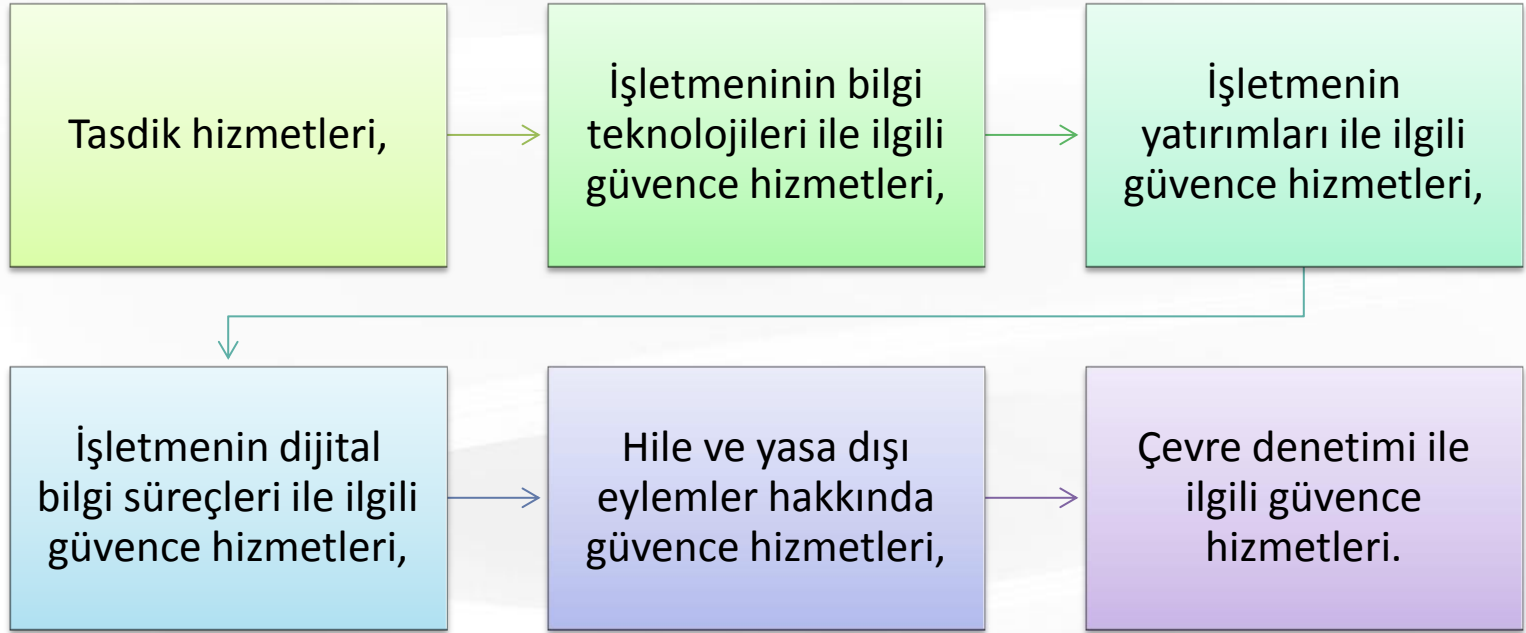 Tasdik hizmetleri,
İşletmeninin bilgi
teknolojileri ile ilgili
güvence hizmetleri,
İşletmenin
yatırımları ile ilgili
güvence hizmetleri,
İşletmenin dijital
bilgi süreçleri ile ilgili
güvence hizmetleri,
Hile ve yasa dışı
eylemler hakkında
güvence hizmetleri,
Çevre denetimi ile
ilgili güvence
hizmetleri.